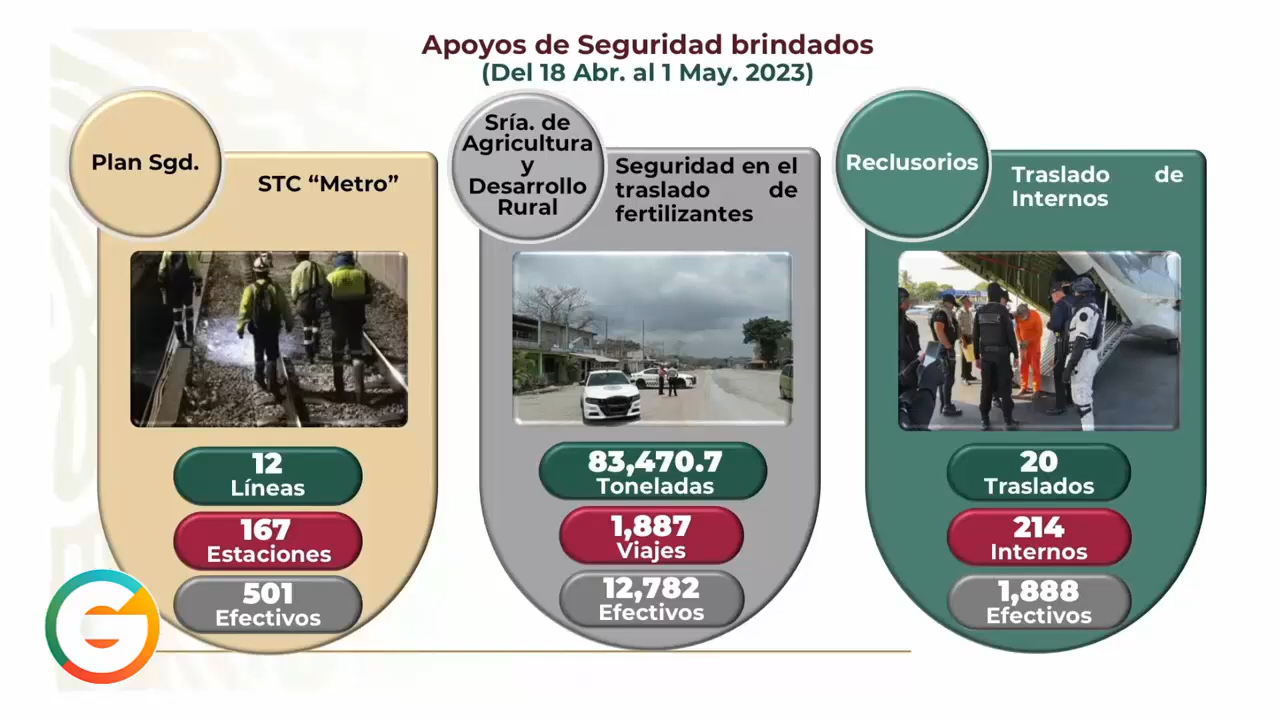 Apoyos de Seguridad brindados
(Del 18 Abr. al 1 May. 2023)
Plan Sgd.
STC “Metro”
12
Líneas
167
Estaciones
501
Efectivos
Sría. de
Agricultura
y
Desarrollo
Rural
Seguridad en el
traslado de
fertilizantes
83,470.7
Toneladas
1,887
Viajes
12,782
Efectivos
Reclusorios
Traslado de
Internos
20
Traslados
214
Internos
1,888
Efectivos